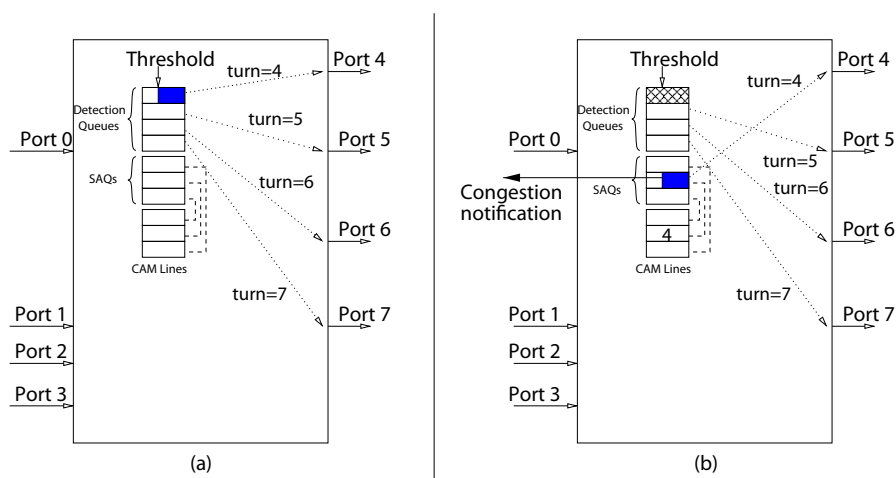 Threshold
Port 4
turn=4
Detection
Queues
Port 0
turn=5
Port 5
SAQs
turn=6
Port 6
CAM Lines
turn=7
Port 1
Port 7
Port 2
Port 3
(a)
Threshold
Port 4
turn=4
Detection
Queues
Port 0
Port 5
turn=5
Congestion
notification
SAQs
turn=6
4
Port 6
CAM Lines
turn=7
Port 1
Port 7
Port 2
Port 3
(b)